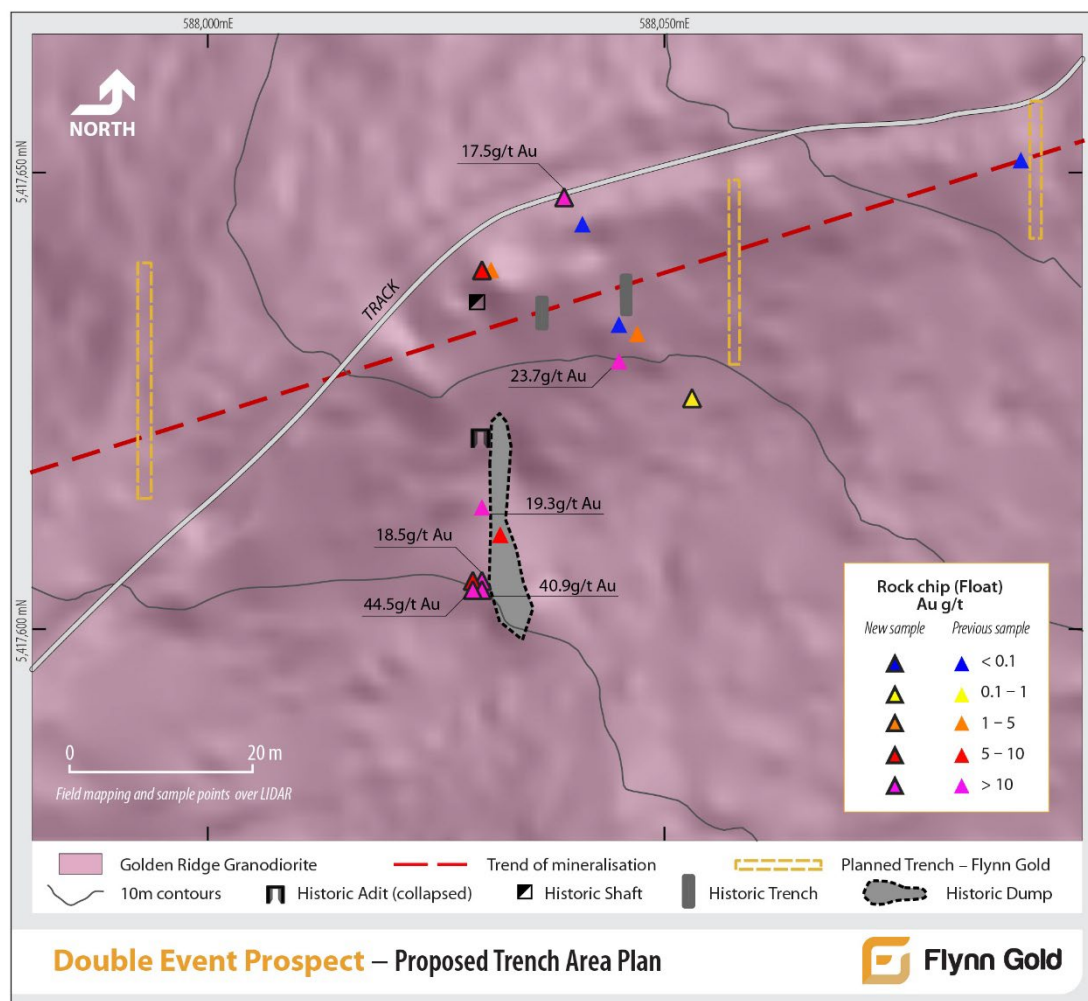 588,000mE
588,050mE
NORTH
5,417,650 mN
17.5g/t Au
TRACK
23.7g/t Au
19.3g/t Au
18.5g/t Au
40.9g/t Au
44.5g/t Au
5,417,600 mN
Rock chip (Float)
Au g/t
New sample Previous sample
< 0.1
0.1 – 1
1 – 5
5 – 10
> 10
0 20 m
Field mapping and sample points over LIDAR
Golden Ridge Granodiorite Trend of mineralisation Planned Trench – Flynn Gold
10m contours Historic Adit (collapsed) Historic Shaft Historic Trench Historic Dump
Double Event Prospect – Proposed Trench Area Plan
Flynn Gold